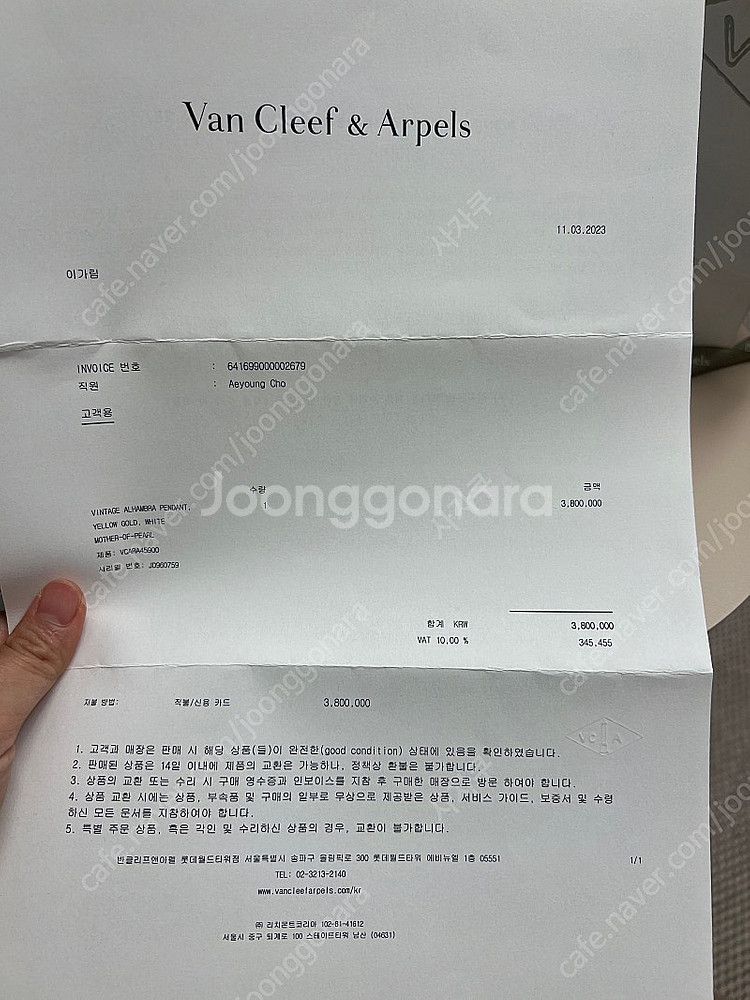 Van Cleef & Arpels
11.03.2023
이가림
INVOICE 번호 : 641699000002679
직원 : Aeyoung Cho
고객용
수량 금액
VINTAGE ALHAMBRA PENDANT, 1 3,800,000
YELLOW GOLD, WHITE
MOTHER-OF-PEARL
제품: VCARA45900
시리얼 번호: JD960759
합계 KRW 3,800,000
VAT 10.00 % 345,455
지불 방법: 직불/신용 카드 3,800,000
VCA
1. 고객과 매장은 판매 시 해당 상품(들)이 완전한(good condition) 상태에 있음을 확인하였습니다.
2. 판매된 상품은 14일 이내에 제품의 교환은 가능하나, 정책상 환불은 불가합니다.
3. 상품의 교환 또는 수리 시 구매 영수증과 인보이스를 지참 후 구매한 매장으로 방문 하여야 합니다.
4. 상품 교환 시에는 상품, 부속품 및 구매의 일부로 무상으로 제공받은 상품, 서비스 가이드, 보증서 및 수령
하신 모든 문서를 지참하여야 합니다.
5. 특별 주문 상품, 혹은 각인 및 수리하신 상품의 경우, 교환이 불가합니다.
반클리프앤아펠 롯데월드타워점 서울특별시 송파구 올림픽로 300 롯데월드타워 에비뉴엘 1층 05551 1/1
TEL: 02-3213-2140
www.vancleefarpels.com/kr
㈜ 리치몬트코리아 102-81-41612
서울시 중구 퇴계로 100 스테이트타워 남산 (04631)
Joonggonara
cafe.naver.com/joonggonara
사자쿠